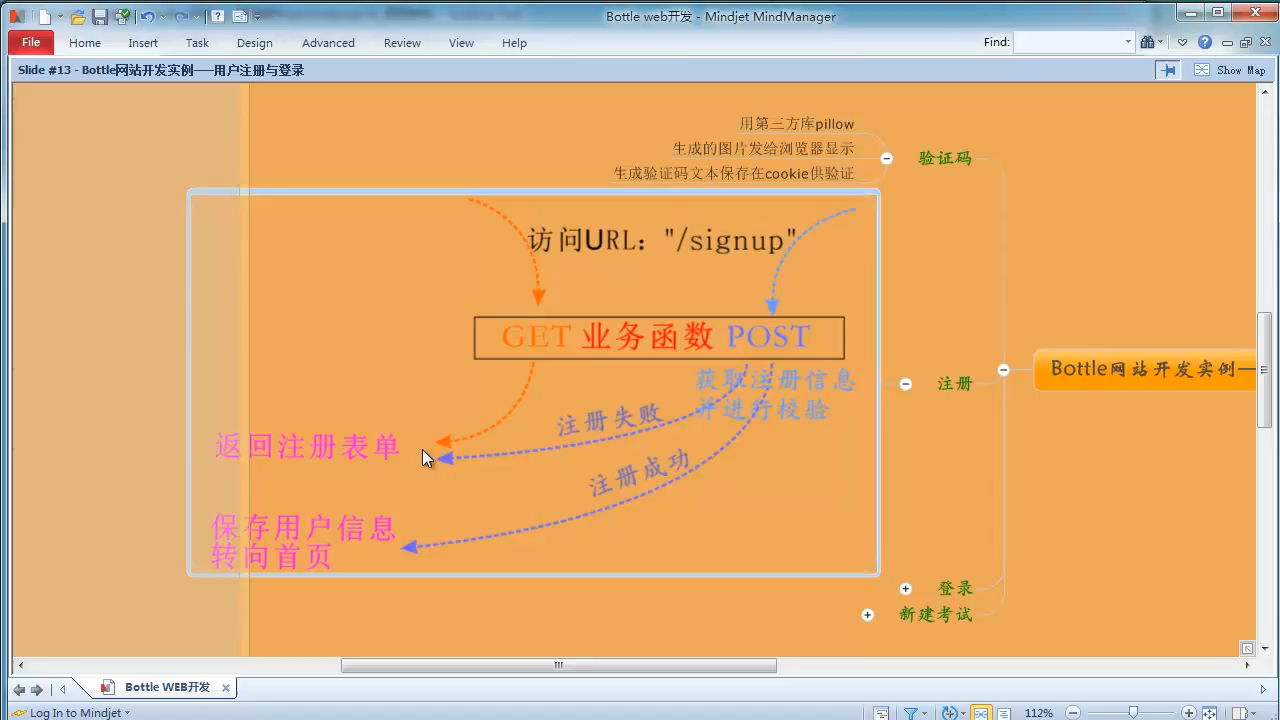 Bottle web开发 - Mindjet MindManager
File Home Insert Task Design Advanced Review View Help Find:
Slide #13 - Bottle网站开发实例——用户注册与登录 Show Map
用第三方库pillow
生成的图片发给浏览器显示
生成验证码文本保存在cookie供验证
验证码
访问URL："/signup"
GET 业务函数 POST
获取注册信息
并进行校验
注册失败
注册成功
返回注册表单
保存用户信息
转向首页
注册
Bottle网站开发实例—
登录
新建考试
Bottle WEB开发
Log In to Mindjet 112%